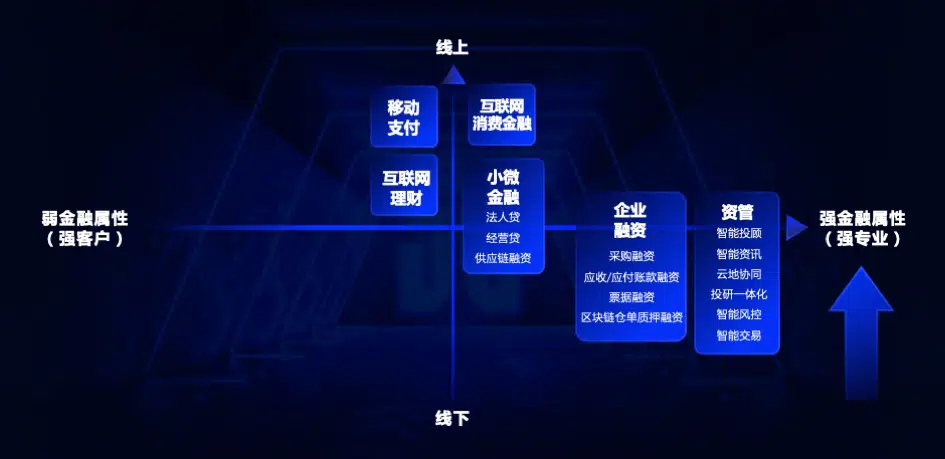 线上
移动
支付
互联网
消费金融
互联网
理财
小微
金融
法人贷
经营贷
供应链融资
弱金融属性
（强客户）
企业
融资
采购融资
应收/应付账款融资
票据融资
区块链仓单质押融资
资管
智能投顾
智能资讯
云地协同
投研一体化
智能风控
智能交易
强金融属性
（强专业）
线下